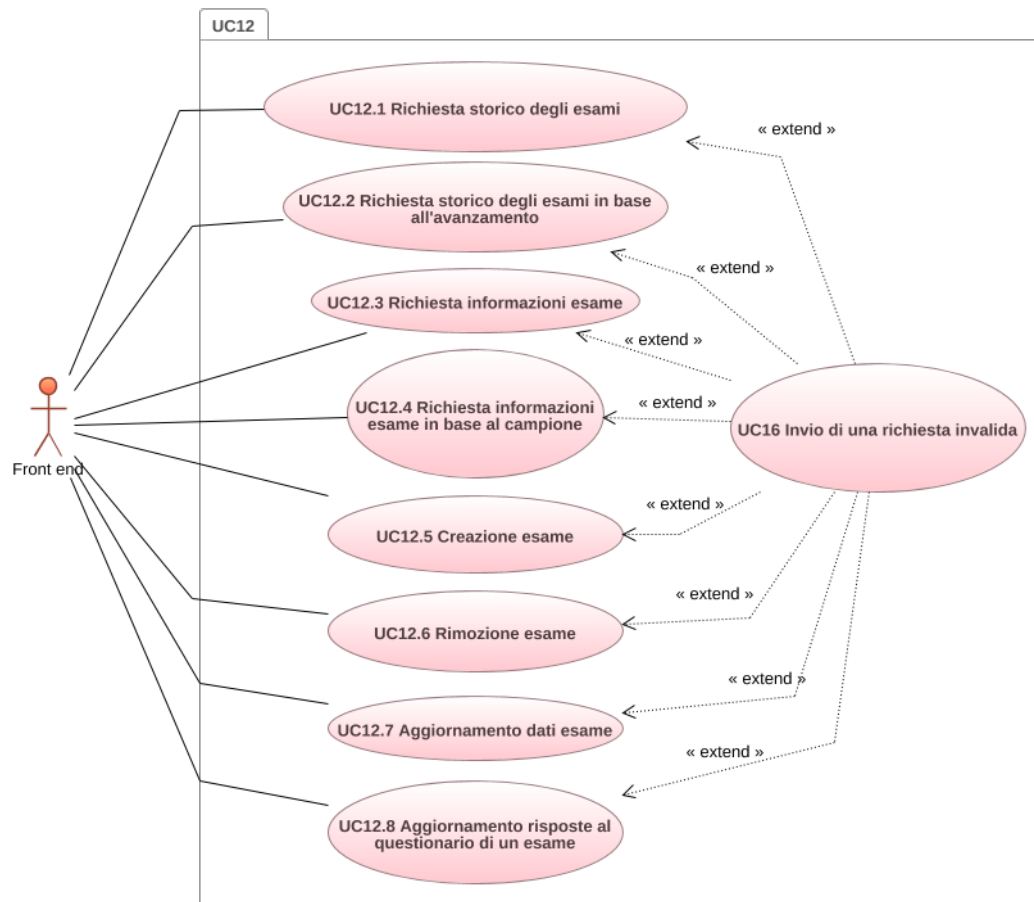 UC12
UC12.1 Richiesta storico degli esami
« extend »
UC12.2 Richiesta storico degli esami in base
all'avanzamento
« extend »
UC12.3 Richiesta informazioni esame
« extend »
UC12.4 Richiesta informazioni
esame in base al campione
« extend »
UC16 Invio di una richiesta invalida
Front end
« extend »
UC12.5 Creazione esame
« extend »
UC12.6 Rimozione esame
« extend »
UC12.7 Aggiornamento dati esame
« extend »
UC12.8 Aggiornamento risposte al
questionario di un esame